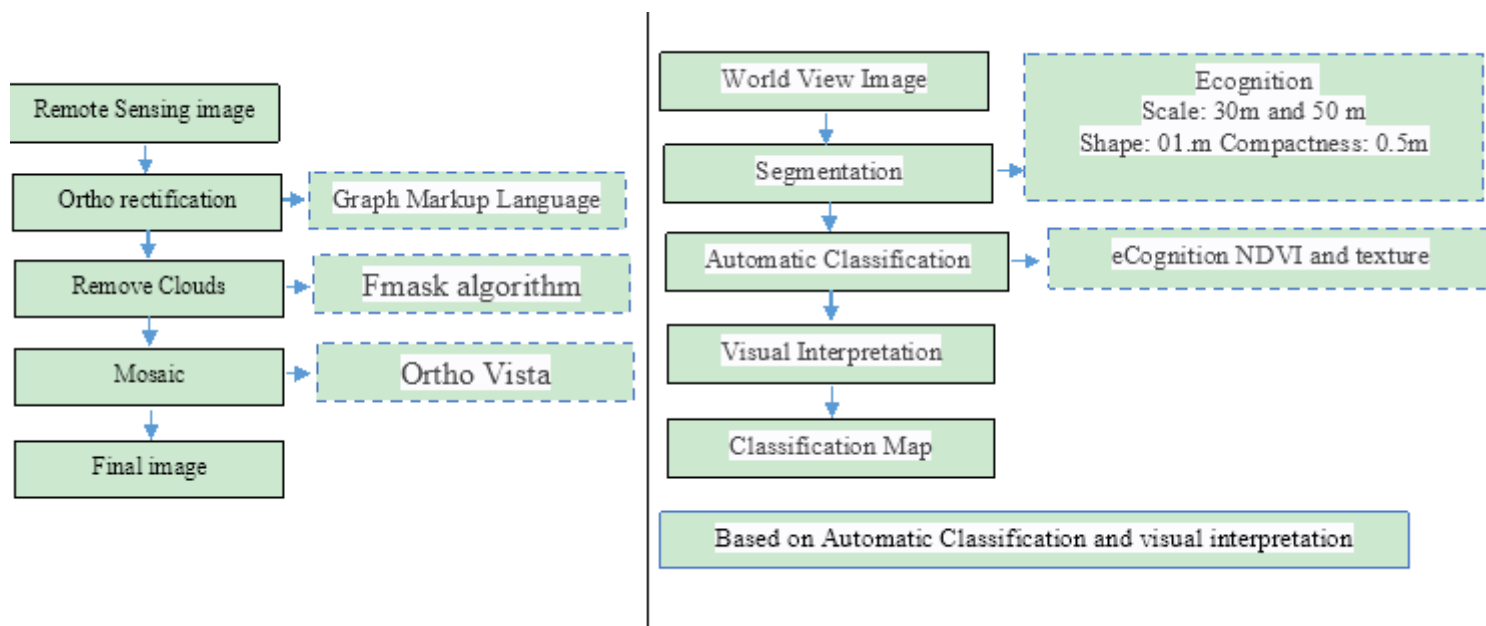 Remote Sensing image
Ortho rectification
Graph Markup Language
Remove Clouds
Fmask algorithm
Mosaic
Ortho Vista
Final image
World View Image
Ecognition
Scale: 30m and 50 m
Shape: 01.m Compactness: 0.5m
Segmentation
Automatic Classification
eCognition NDVI and texture
Visual Interpretation
Classification Map
Based on Automatic Classification and visual interpretation